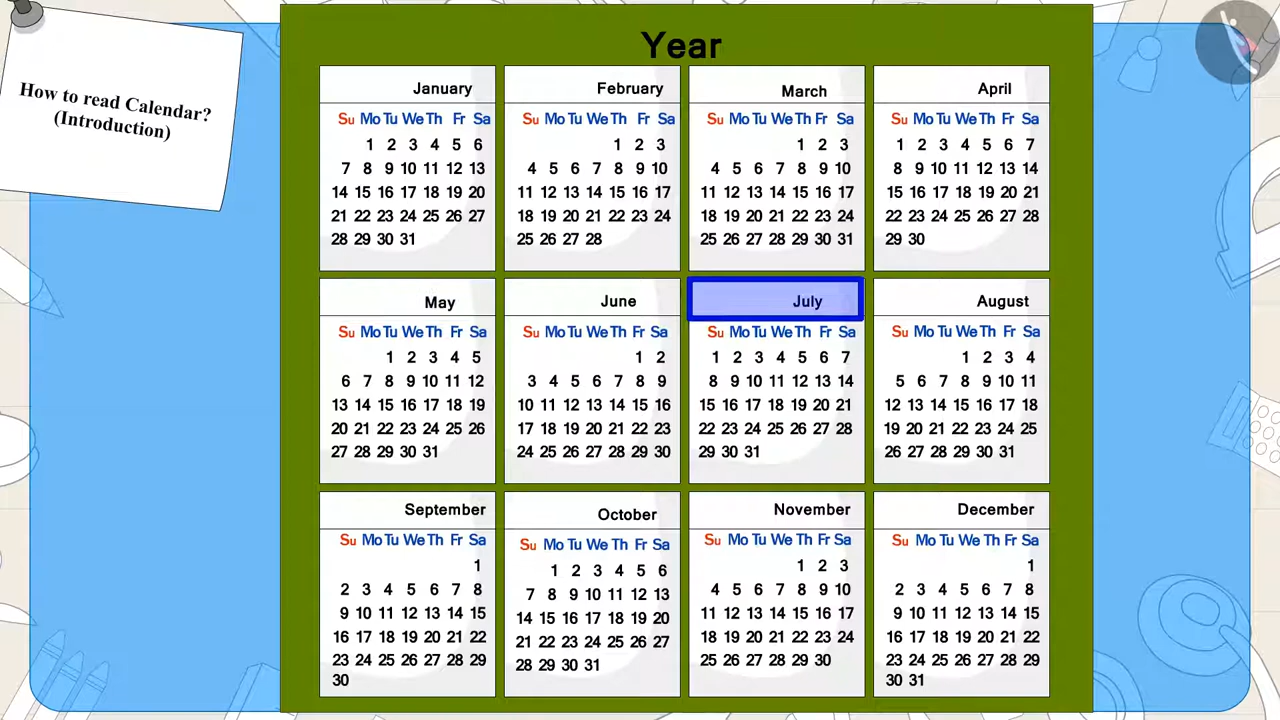 How to read Calendar?
(Introduction)
Year
January
Su Mo Tu We Th Fr Sa
1 2 3 4 5 6
7 8 9 10 11 12 13
14 15 16 17 18 19 20
21 22 23 24 25 26 27
28 29 30 31
February
Su Mo Tu We Th Fr Sa
1 2 3
4 5 6 7 8 9 10
11 12 13 14 15 16 17
18 19 20 21 22 23 24
25 26 27 28
March
Su Mo Tu We Th Fr Sa
1 2 3
4 5 6 7 8 9 10
11 12 13 14 15 16 17
18 19 20 21 22 23 24
25 26 27 28 29 30 31
April
Su Mo Tu We Th Fr Sa
1 2 3 4 5 6 7
8 9 10 11 12 13 14
15 16 17 18 19 20 21
22 23 24 25 26 27 28
29 30
May
Su Mo Tu We Th Fr Sa
1 2 3 4 5
6 7 8 9 10 11 12
13 14 15 16 17 18 19
20 21 22 23 24 25 26
27 28 29 30 31
June
Su Mo Tu We Th Fr Sa
1 2
3 4 5 6 7 8 9
10 11 12 13 14 15 16
17 18 19 20 21 22 23
24 25 26 27 28 29 30
July
Su Mo Tu We Th Fr Sa
1 2 3 4 5 6 7
8 9 10 11 12 13 14
15 16 17 18 19 20 21
22 23 24 25 26 27 28
29 30 31
August
Su Mo Tu We Th Fr Sa
1 2 3 4
5 6 7 8 9 10 11
12 13 14 15 16 17 18
19 20 21 22 23 24 25
26 27 28 29 30 31
September
Su Mo Tu We Th Fr Sa
1
2 3 4 5 6 7 8
9 10 11 12 13 14 15
16 17 18 19 20 21 22
23 24 25 26 27 28 29
30
October
Su Mo Tu We Th Fr Sa
1 2 3 4 5 6
7 8 9 10 11 12 13
14 15 16 17 18 19 20
21 22 23 24 25 26 27
28 29 30 31
November
Su Mo Tu We Th Fr Sa
1 2 3
4 5 6 7 8 9 10
11 12 13 14 15 16 17
18 19 20 21 22 23 24
25 26 27 28 29 30
December
Su Mo Tu We Th Fr Sa
1
2 3 4 5 6 7 8
9 10 11 12 13 14 15
16 17 18 19 20 21 22
23 24 25 26 27 28 29
30 31